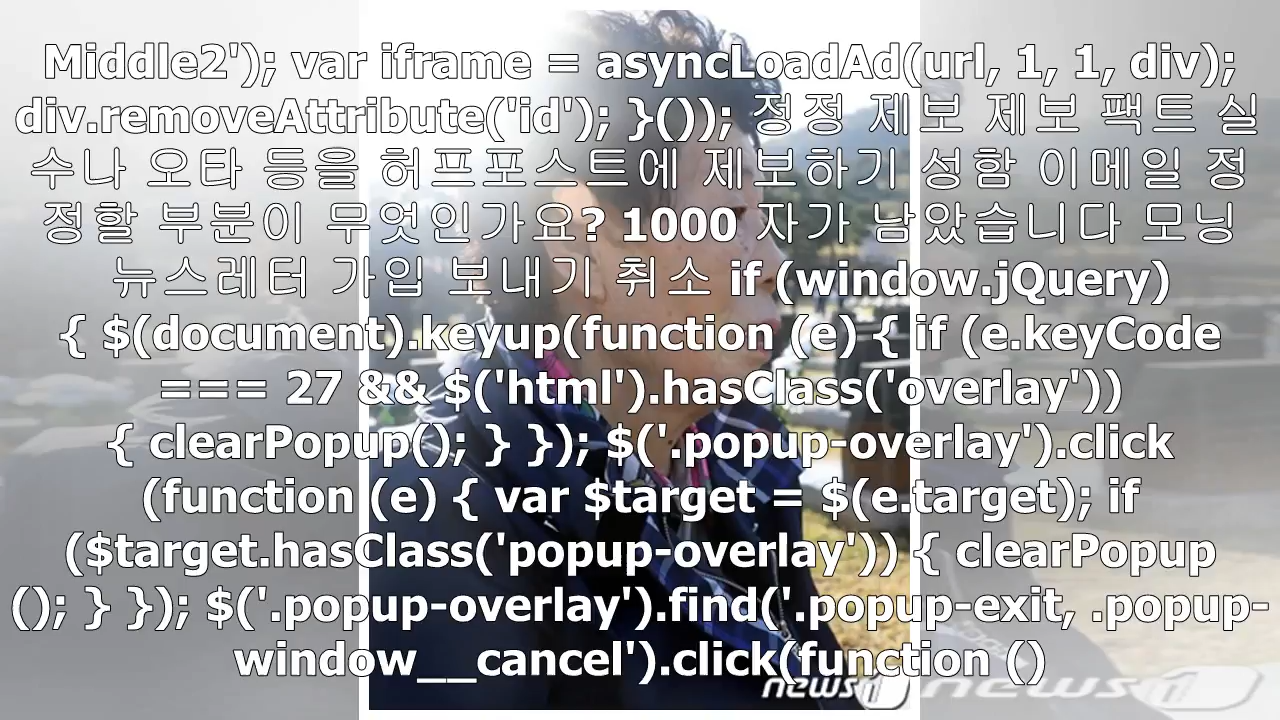 Middle2'); var iframe = asyncLoadAd(url, 1, 1, div);
div.removeAttribute('id'); }()); 정정 제보 제보 팩트 실
수나 오타 등을 허프포스트에 제보하기 성함 이메일 정
정할 부분이 무엇인가요? 1000 자가 남았습니다 모닝
뉴스레터 가입 보내기 취소 if (window.jQuery)
{ $(document).keyup(function (e) { if (e.keyCode
=== 27 && $('html').hasClass('overlay'))
{ clearPopup(); } }); $('.popup-overlay').click
(function (e) { var $target = $(e.target); if
($target.hasClass('popup-overlay')) { clearPopup
(); } }); $('.popup-overlay').find('.popup-exit, .popup-
window__cancel').click(function ()
news1 news1